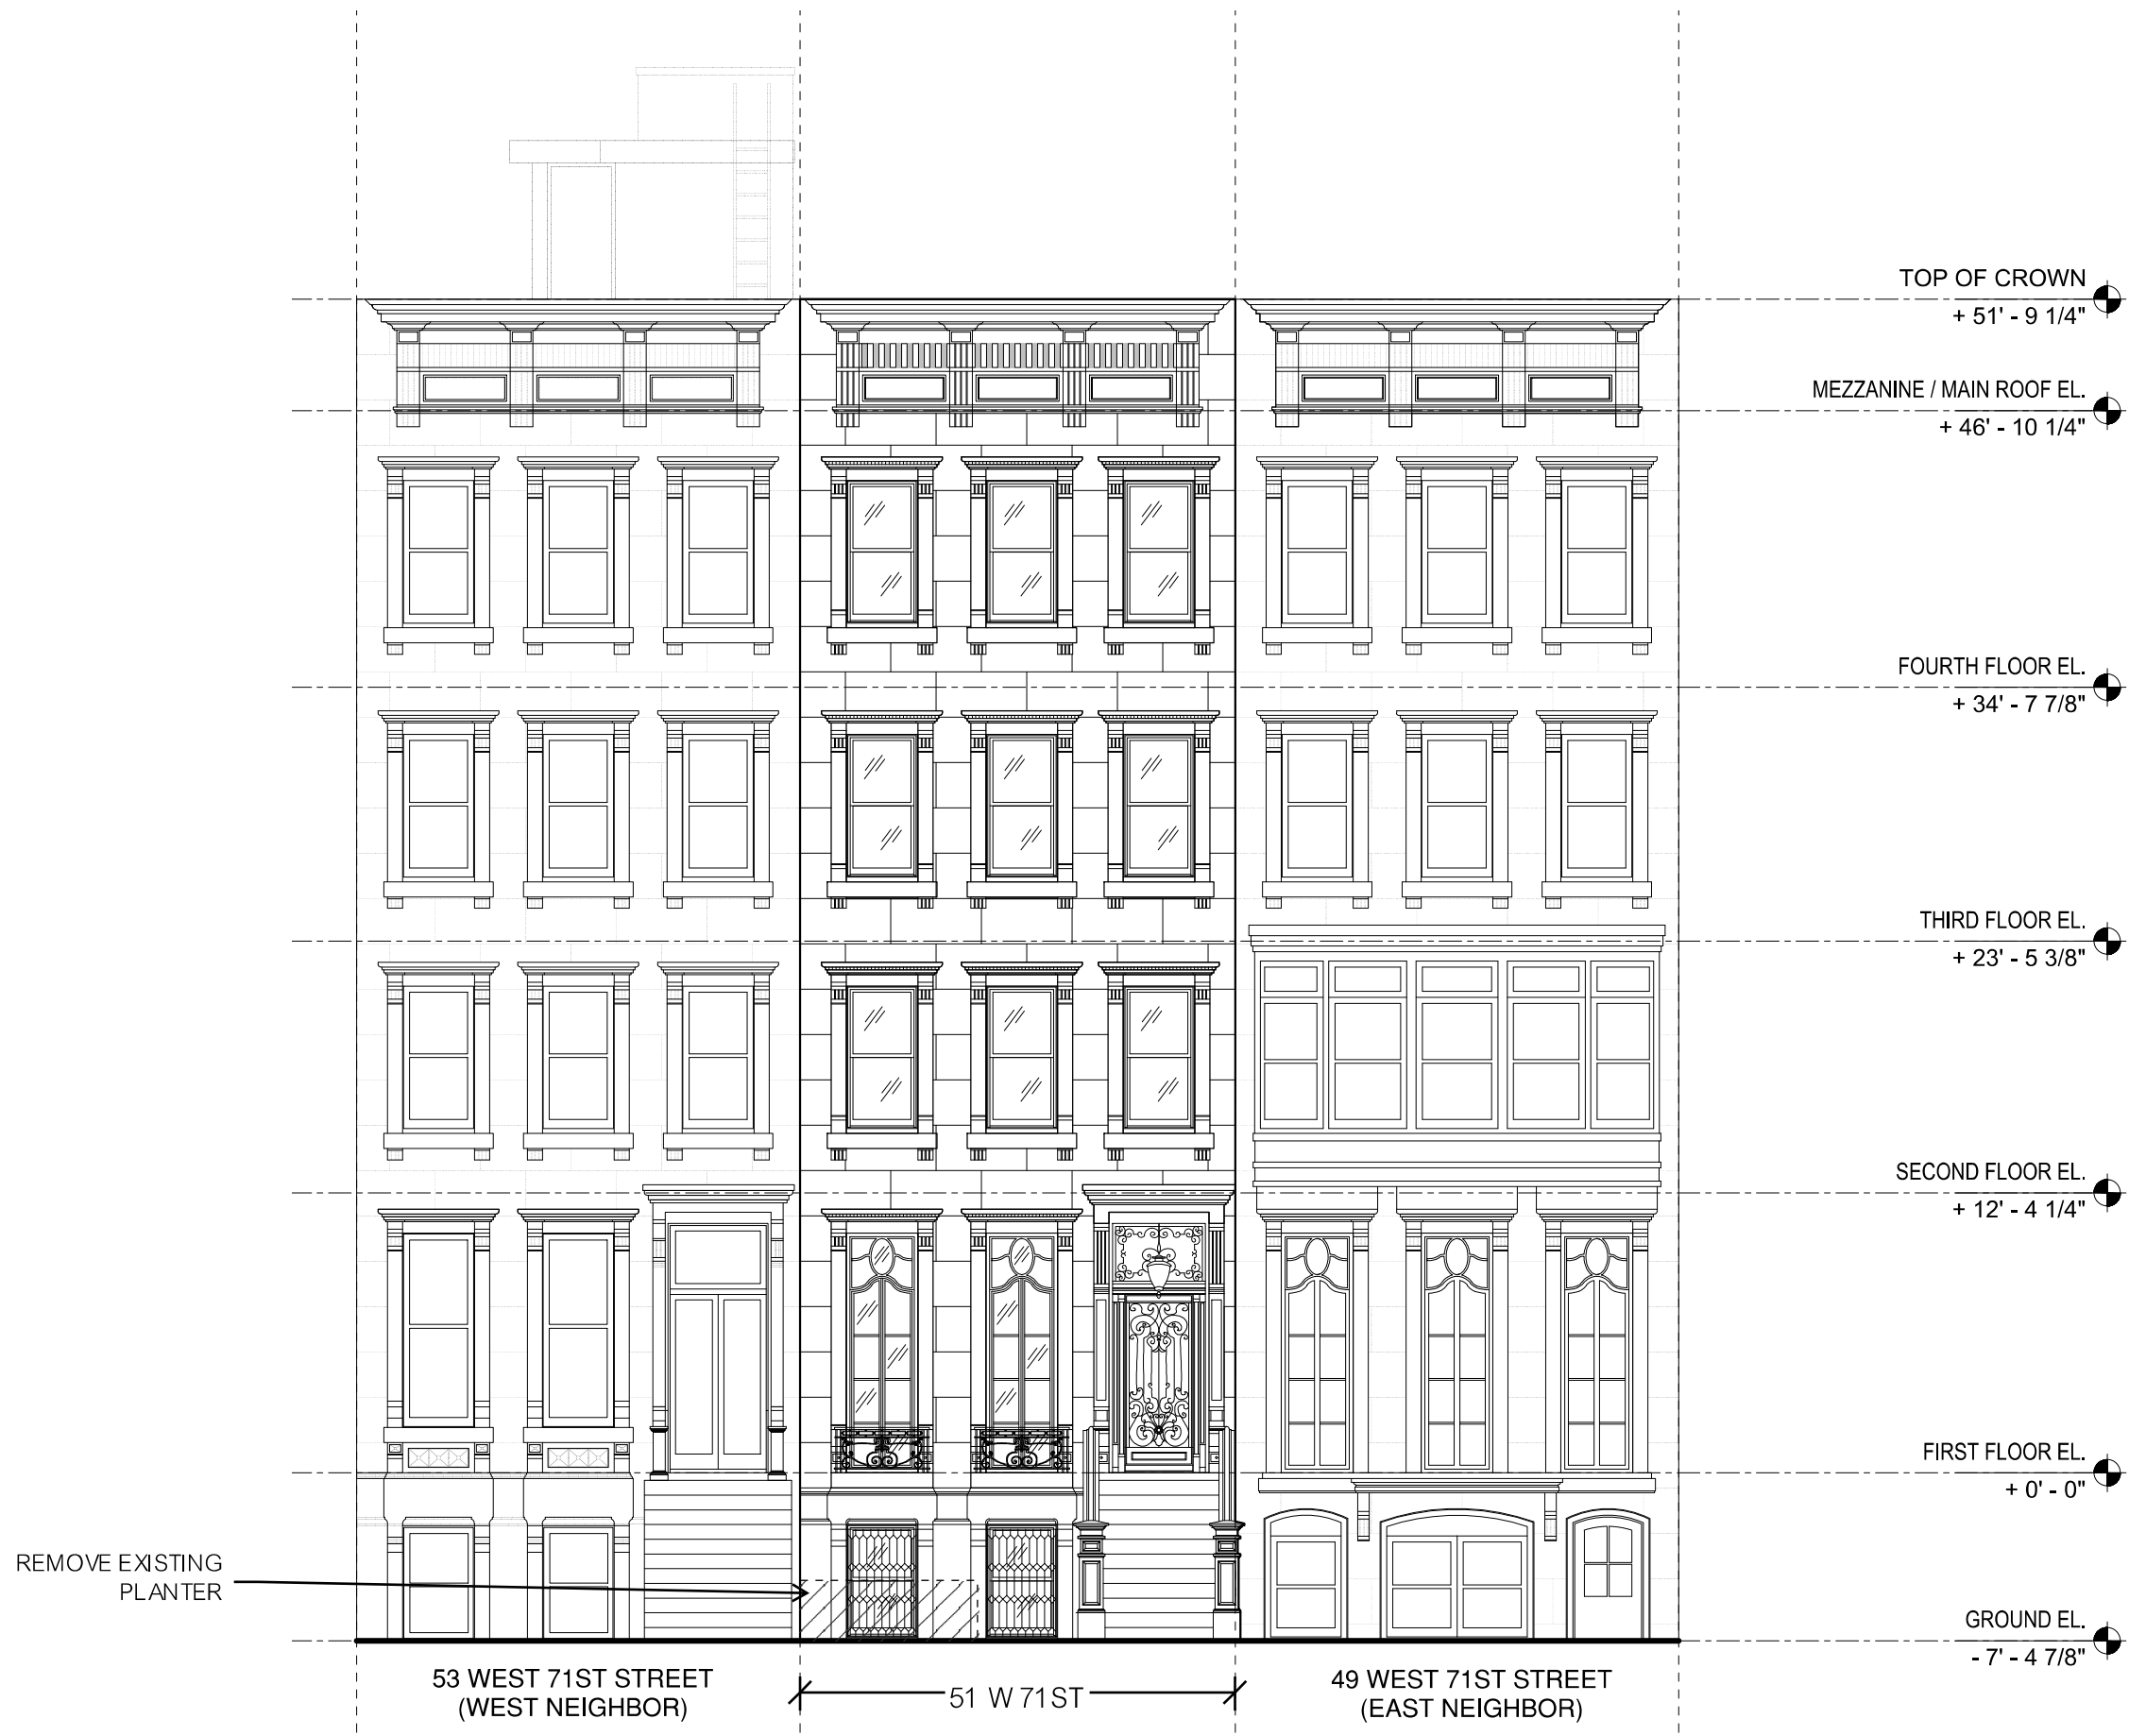 TOP OF CROWN
+ 51' - 9 1/4"
MEZZANINE / MAIN ROOF EL.
+ 46' - 10 1/4"
FOURTH FLOOR EL.
+ 34' - 7 7/8"
THIRD FLOOR EL.
+ 23' - 5 3/8"
SECOND FLOOR EL.
+ 12' - 4 1/4"
FIRST FLOOR EL.
+ 0' - 0"
REMOVE EXISTING
PLANTER
GROUND EL.
- 7' - 4 7/8"
53 WEST 71ST STREET
(WEST NEIGHBOR)
51 W 71ST
49 WEST 71ST STREET
(EAST NEIGHBOR)